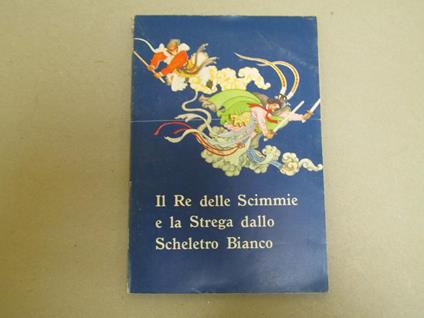 Il Re delle Scimmie
e la Strega dallo
Scheletro Bianco